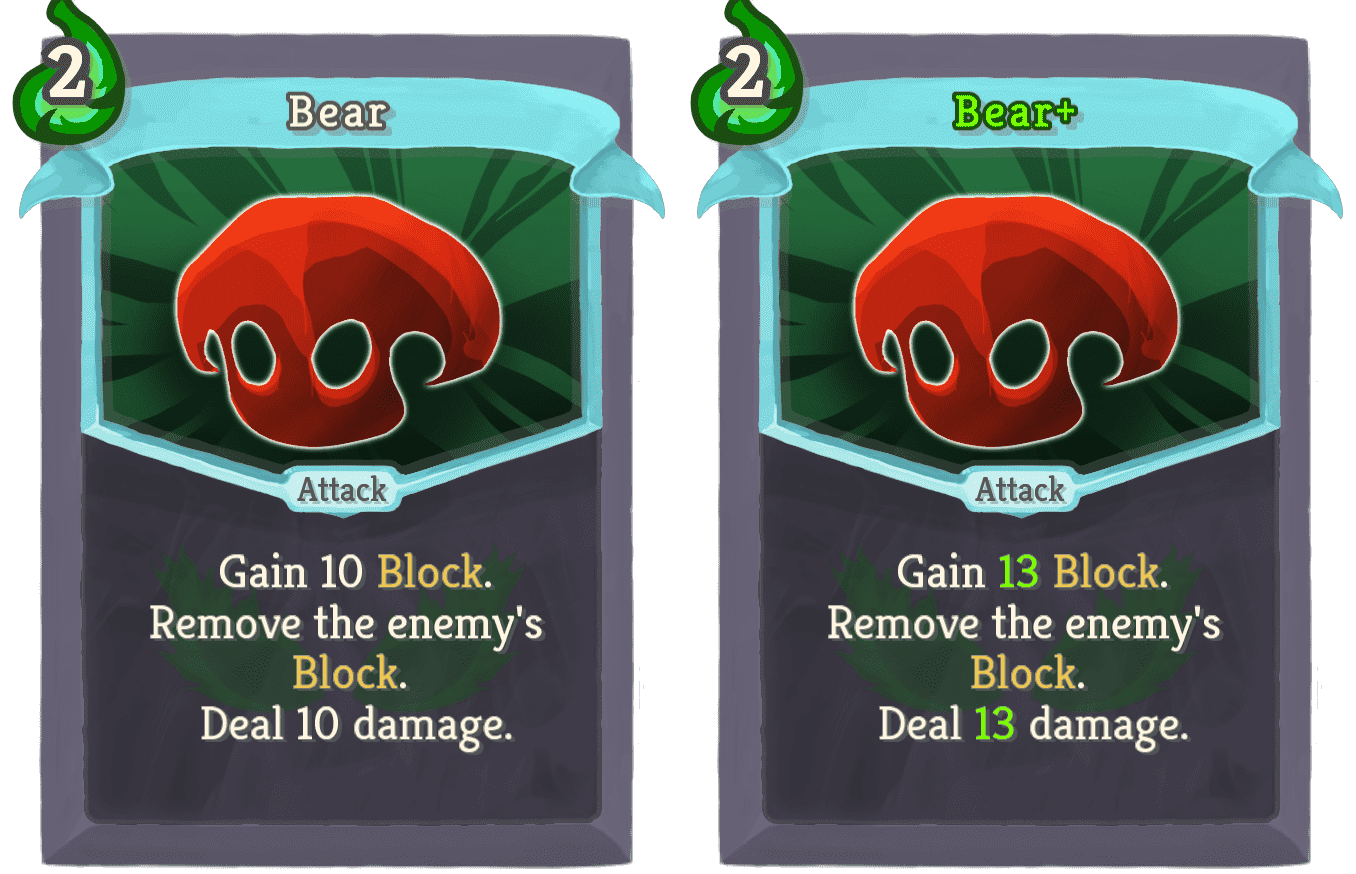 2
Bear
Attack
Gain 10 Block.
Remove the enemy's
Block.
Deal 10 damage.
2
Bear+
Attack
Gain 13 Block.
Remove the enemy's
Block.
Deal 13 damage.